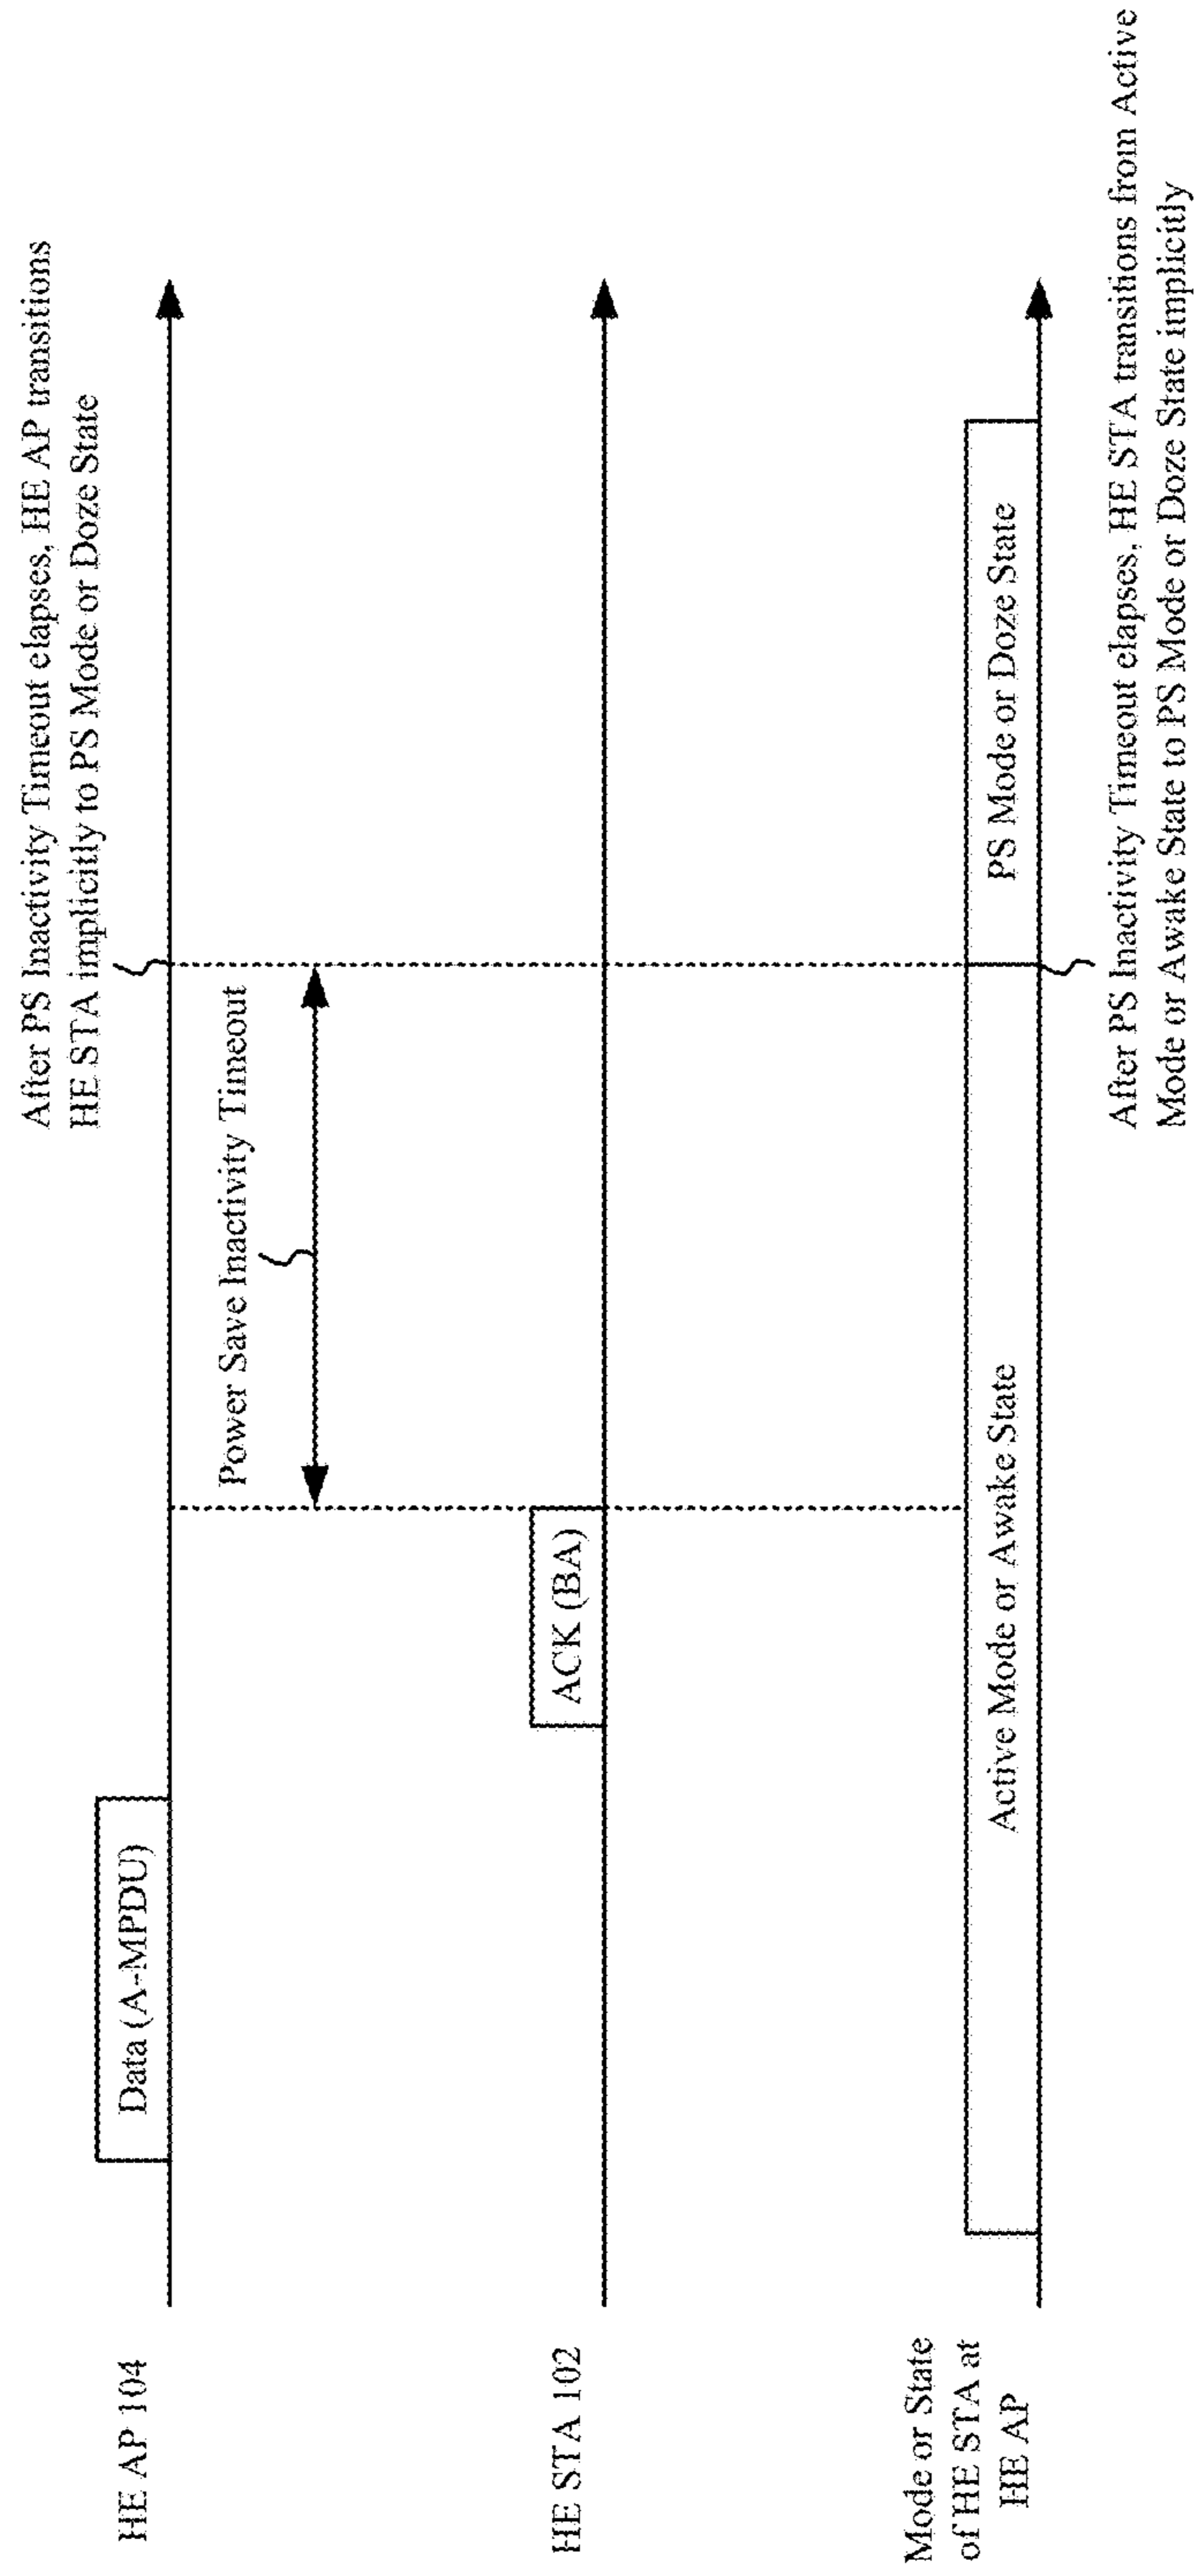 After PS Inactivity Timeout elapses, HE AP transitions
HE STA implicitly to PS Mode or Doze State
HE AP 104
Data (A-MPDU)
Power Save Inactivity Timeout
HE STA 102
ACK (BA)
Mode or State
of HE STA at
HE AP
Active Mode or Awake State
PS Mode or Doze State
After PS Inactivity Timeout elapses, HE STA transitions from Active
Mode or Awake State to PS Mode or Doze State implicitly